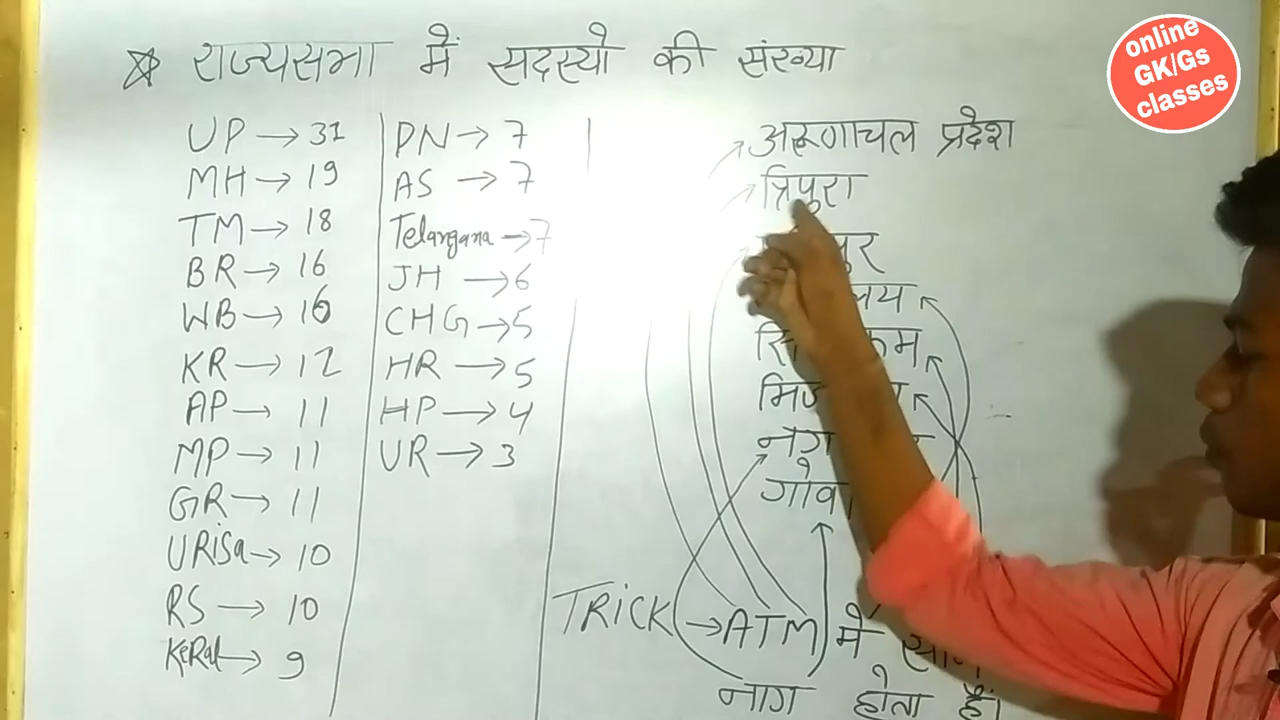 ★ राज्यसभा में सदस्यो की संख्या
online
GK/Gs
classes
UP → 31
MH → 19
TM → 18
BR → 16
WB → 16
KR → 12
AP → 11
MP → 11
GR → 11
URiSa → 10
RS → 10
KeRal → 9
PN → 7
AS → 7
Telangana → 7
JH → 6
CHG → 5
HR → 5
HP → 4
UR → 3
अरूणाचल प्रदेश
त्रिपुरा
गोवा
TRiCK → ATM में
नाग होता हैं।